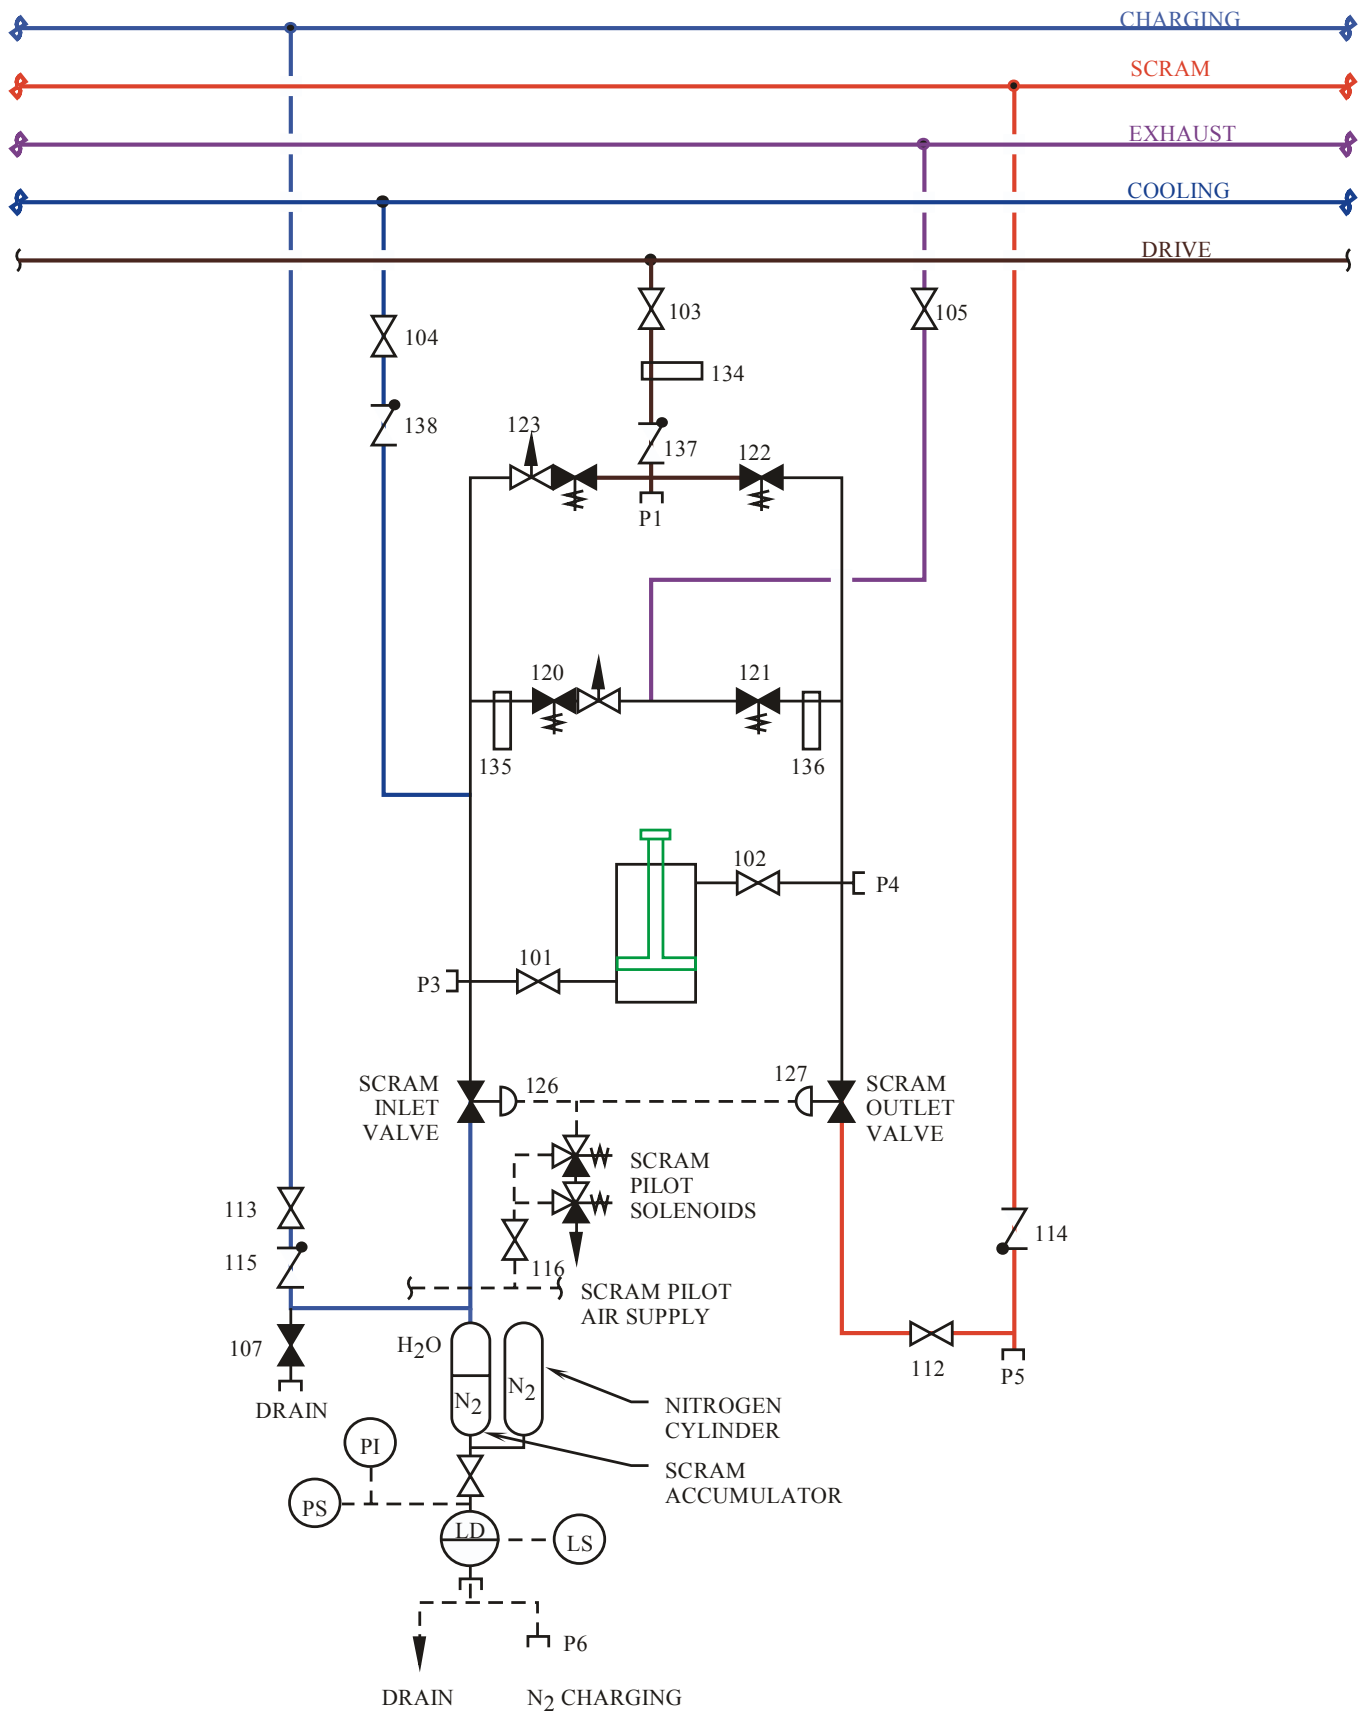 CHARGING
SCRAM
EXHAUST
COOLING
DRIVE
103
105
104
134
138
123
137
122
P1
120
121
135
136
102
P4
101
P3
SCRAM
INLET
VALVE
126
127
SCRAM
OUTLET
VALVE
SCRAM
PILOT
SOLENOIDS
113
115
116
114
SCRAM PILOT
AIR SUPPLY
107
H2O
N2
N2
112
P5
DRAIN
NITROGEN
CYLINDER
PI
SCRAM
ACCUMULATOR
PS
LD
LS
P6
DRAIN
N2 CHARGING